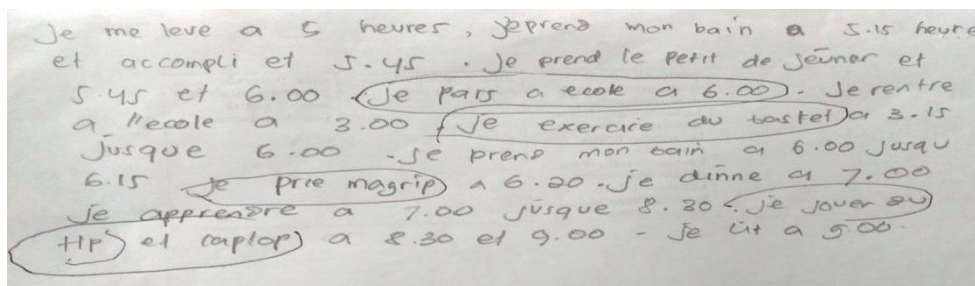 Je me leve a 5 heures, je prend mon bain a 5.15 heure
et accompli et 5.45. Je prend le petit de jeuner et
5.45 et 6.00. Je pars a ecole a 6.00. Je rentre
a l'ecole a 3.00. Je exercice du basket a 3.15
Jusque 6.00 - Je prend mon bain a 6.00 jusqu
6.15 Je prie magrip a 6.20. je dinne a 7.00
je apprendre a 7.00 jusque 8.30. je jouer au
Hp et laptop a 8.30 et 9.00 - je lit a 9.00.